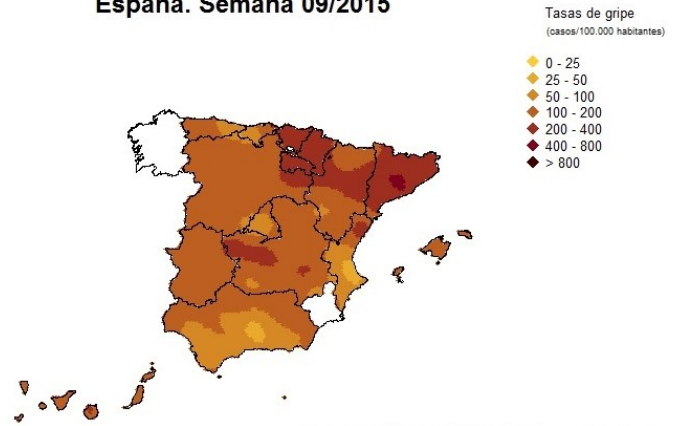 España. Semana 09/2015
Tasas de gripe
(casos/100.000 habitantes)
0 - 25
25 - 50
50 - 100
100 - 200
200 - 400
400 - 800
> 800